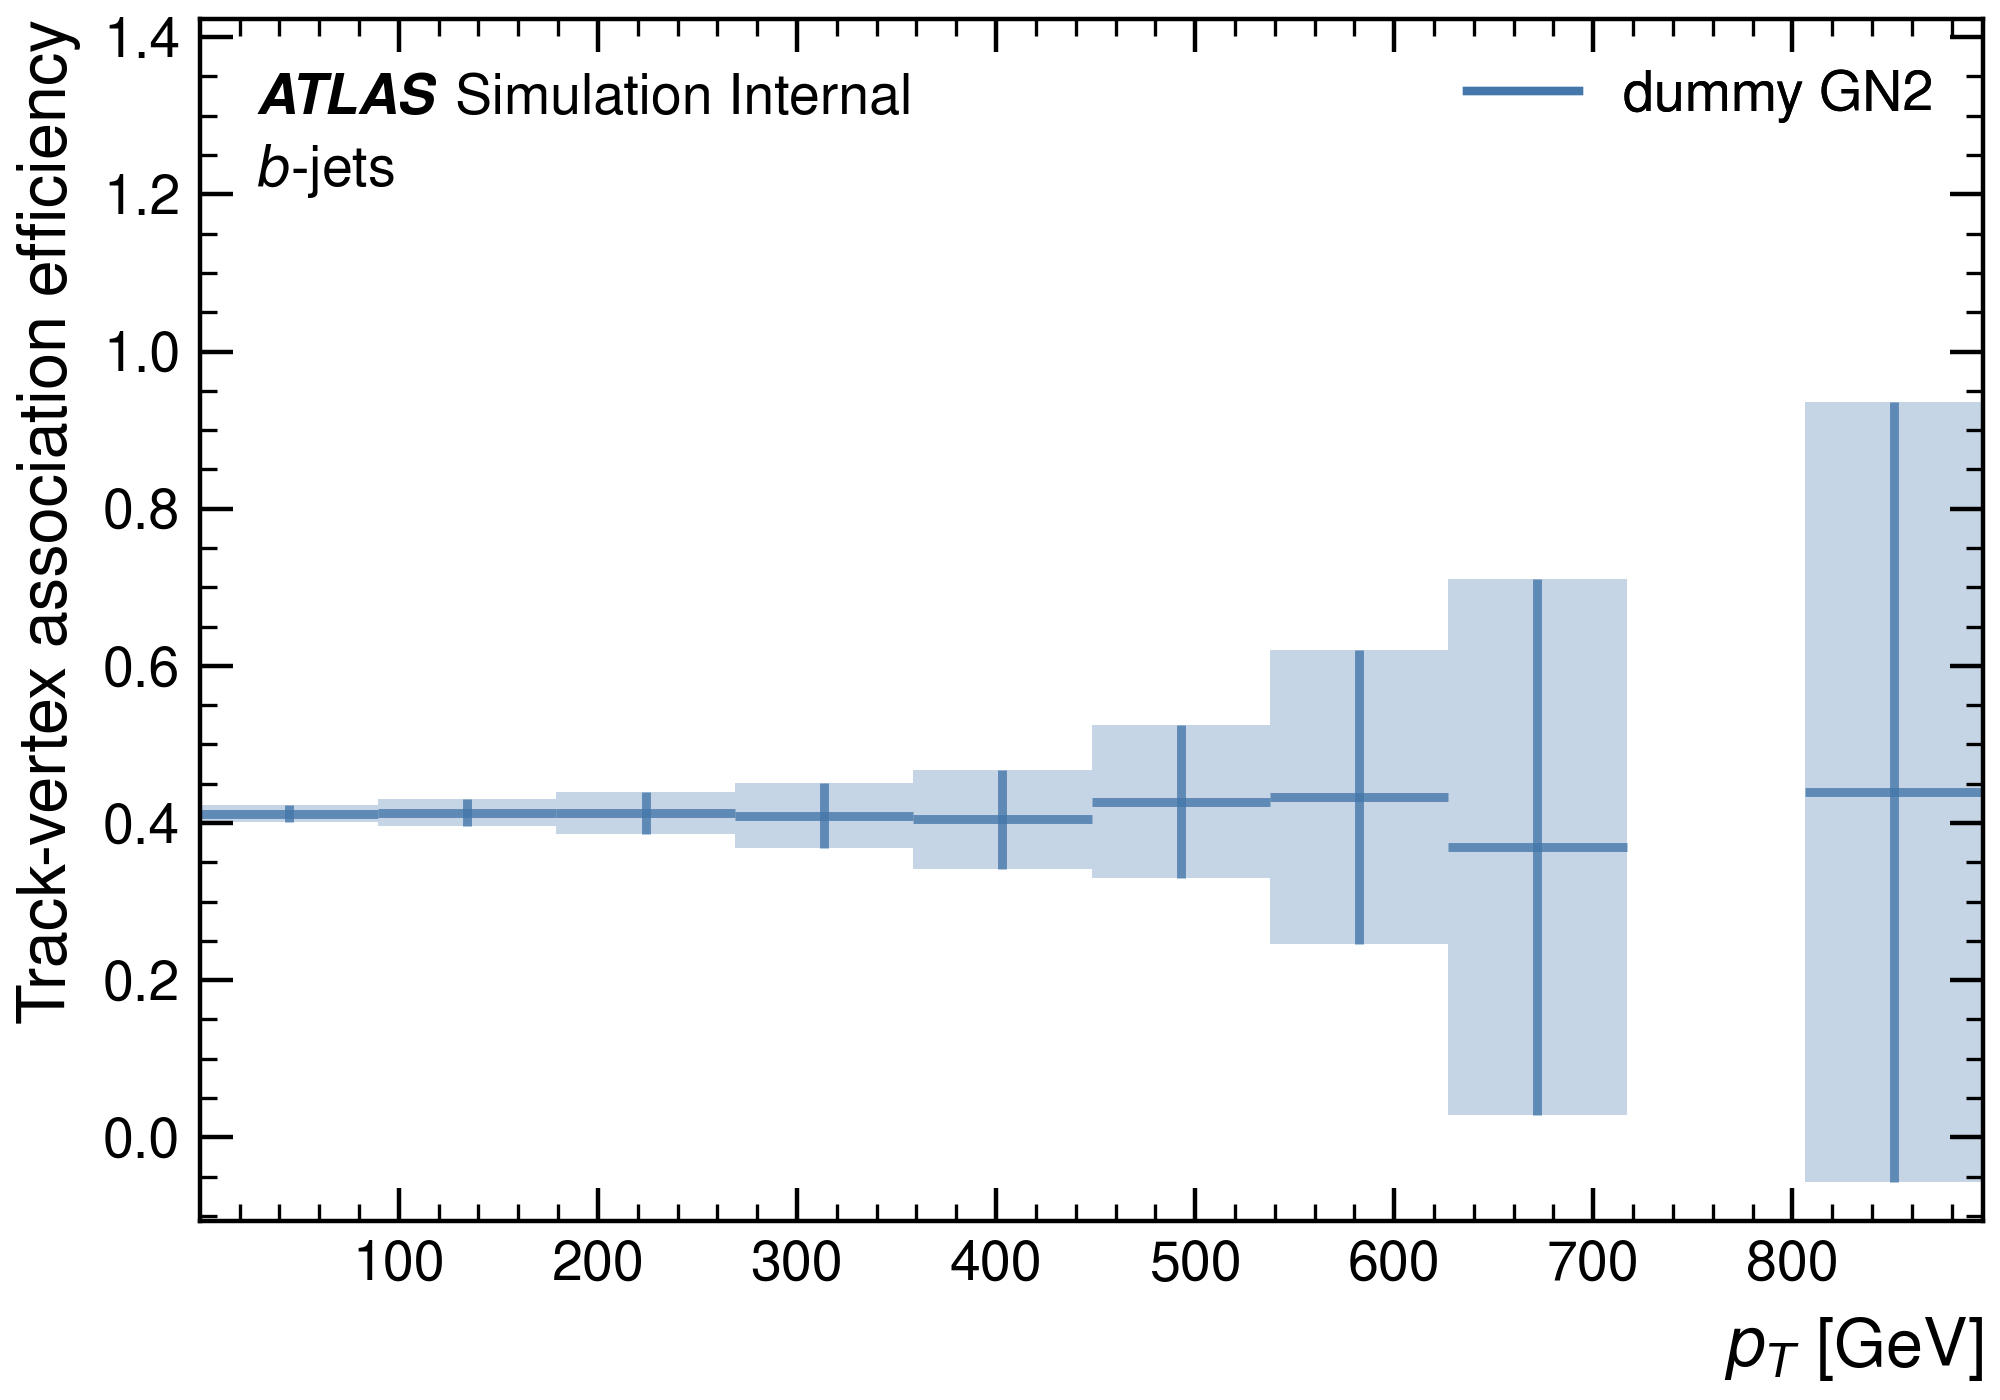 ATLAS Simulation Internal
b-jets
dummy GN2
Track-vertex association efficiency
1.4
1.2
1.0
0.8
0.6
0.4
0.2
0.0
100 200 300 400 500 600 700 800
pT [GeV]